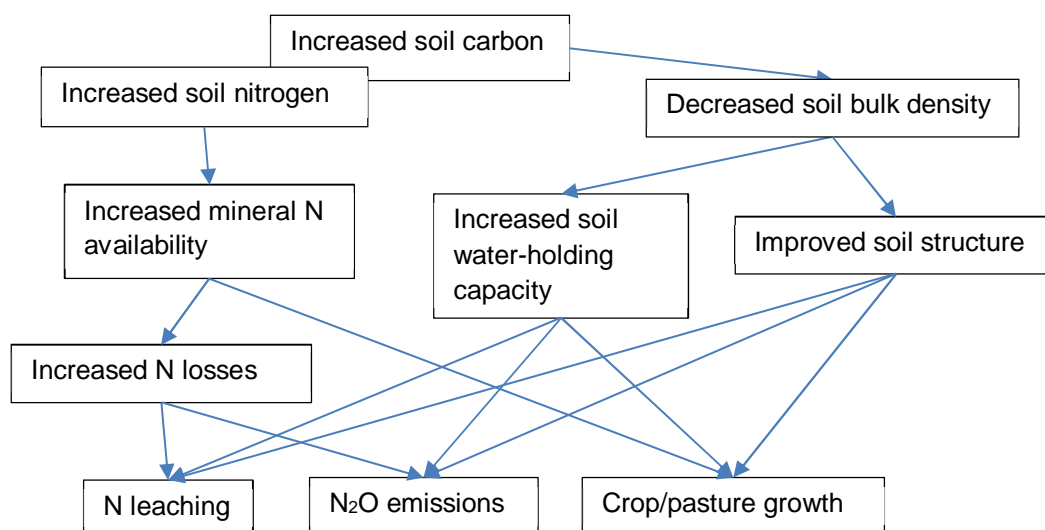 Increased soil carbon
Increased soil nitrogen
Decreased soil bulk density
Increased mineral N
availability
Increased soil
water-holding
capacity
Improved soil structure
Increased N losses
N leaching
N₂O emissions
Crop/pasture growth